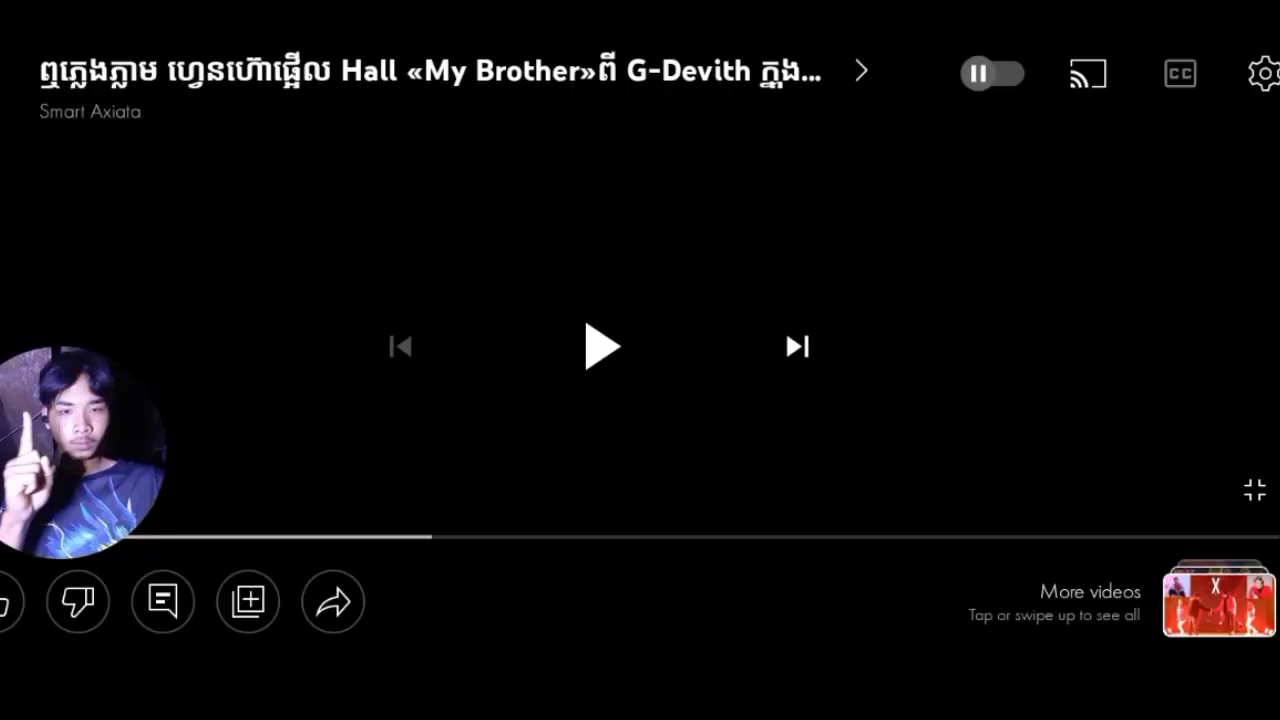 ឮភ្លេងភ្លាម ហ្វេនហ៊ោផ្អើល Hall «My Brother»ពី G-Devith ក្នុង...
Smart Axiata
CC
More videos
Tap or swipe up to see all
X